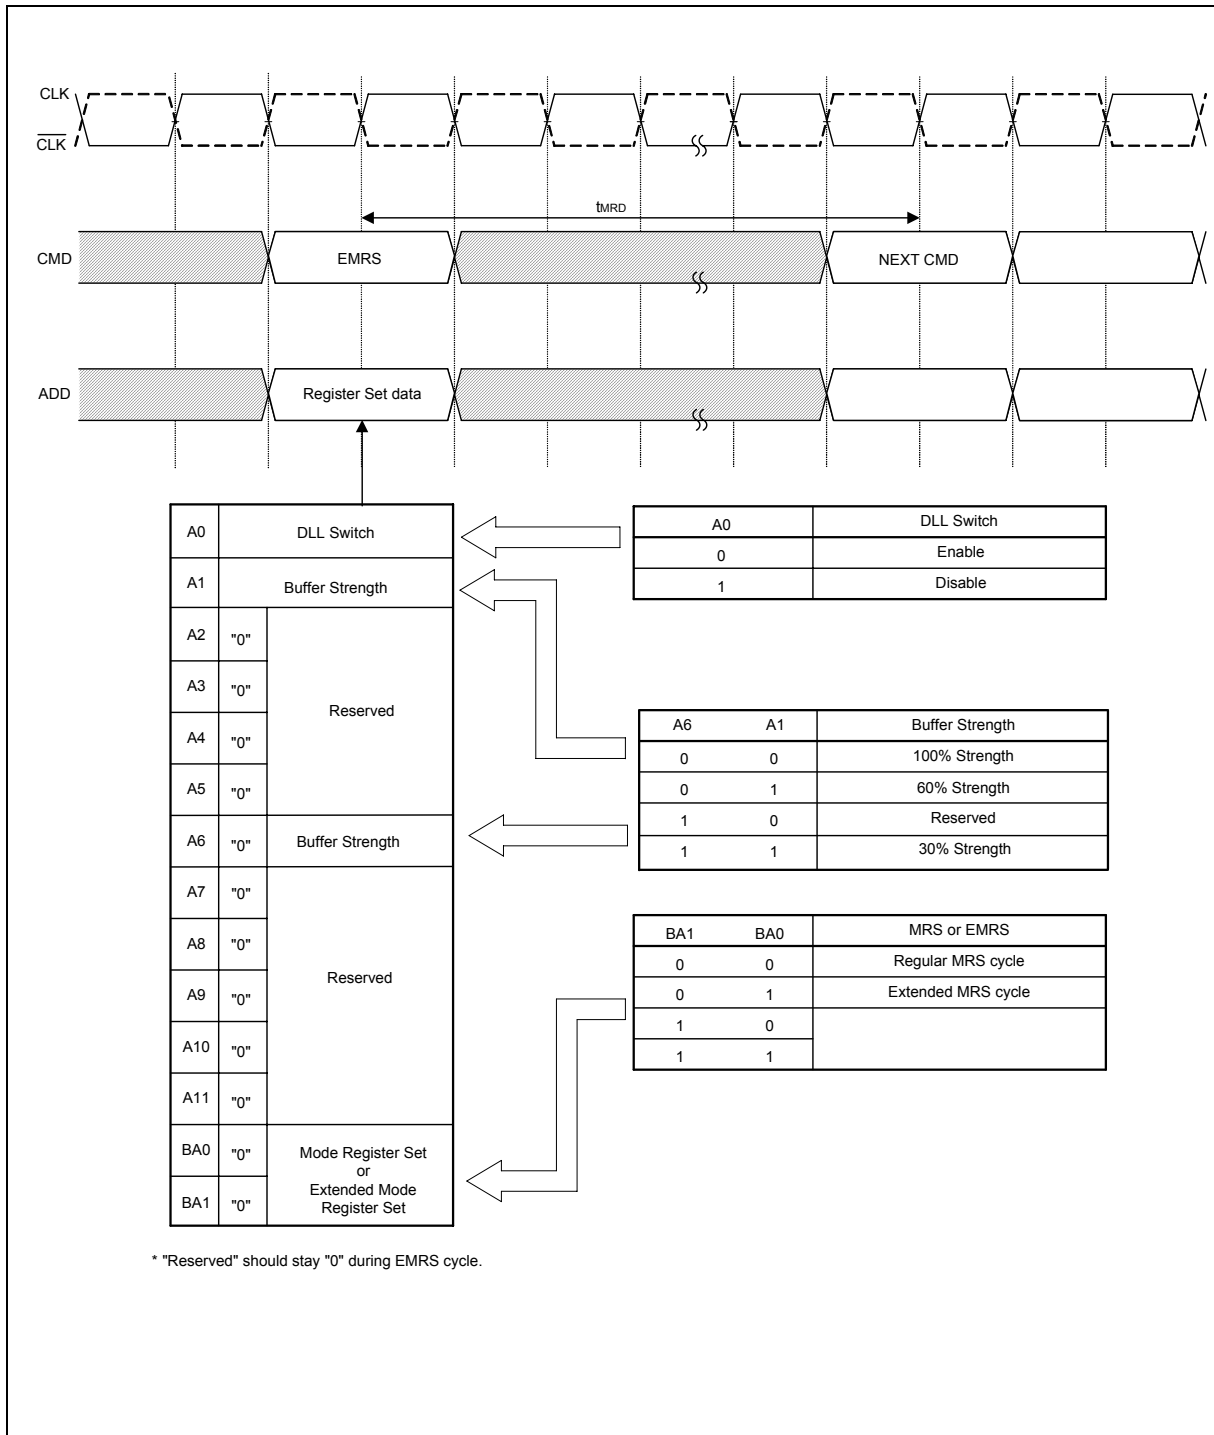 CLK
CLK
tMRD
CMD
EMRS
NEXT CMD
ADD
Register Set data
A0 DLL Switch
A1 Buffer Strength
A2 "0"
A3 "0"
Reserved
A4 "0"
A5 "0"
A6 "0" Buffer Strength
A7 "0"
A8 "0"
Reserved
A9 "0"
A10 "0"
A11 "0"
BA0 "0"
BA1 "0"
Mode Register Set
or
Extended Mode
Register Set
A0 DLL Switch
0 Enable
1 Disable
A6 A1 Buffer Strength
0 0 100% Strength
0 1 60% Strength
1 0 Reserved
1 1 30% Strength
BA1 BA0 MRS or EMRS
0 0 Regular MRS cycle
0 1 Extended MRS cycle
1 0
1 1
* "Reserved" should stay "0" during EMRS cycle.